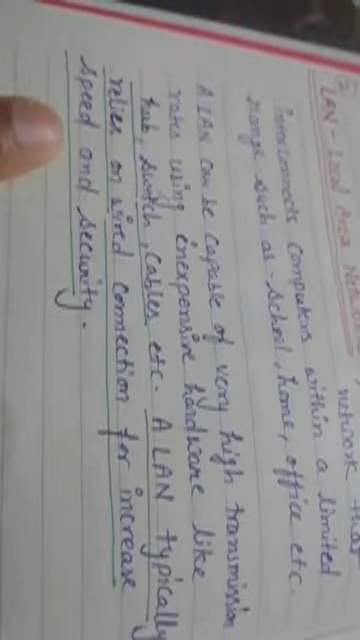 ②
LAN - Local Area Network
network that
interconnects computers within a limited
range such as - School, home, office etc.
A LAN can be capable of very high transmission
rates using inexpensive hardware like
hub, switch, cables etc. A LAN typically
relies on wired connection for increase
speed and security.